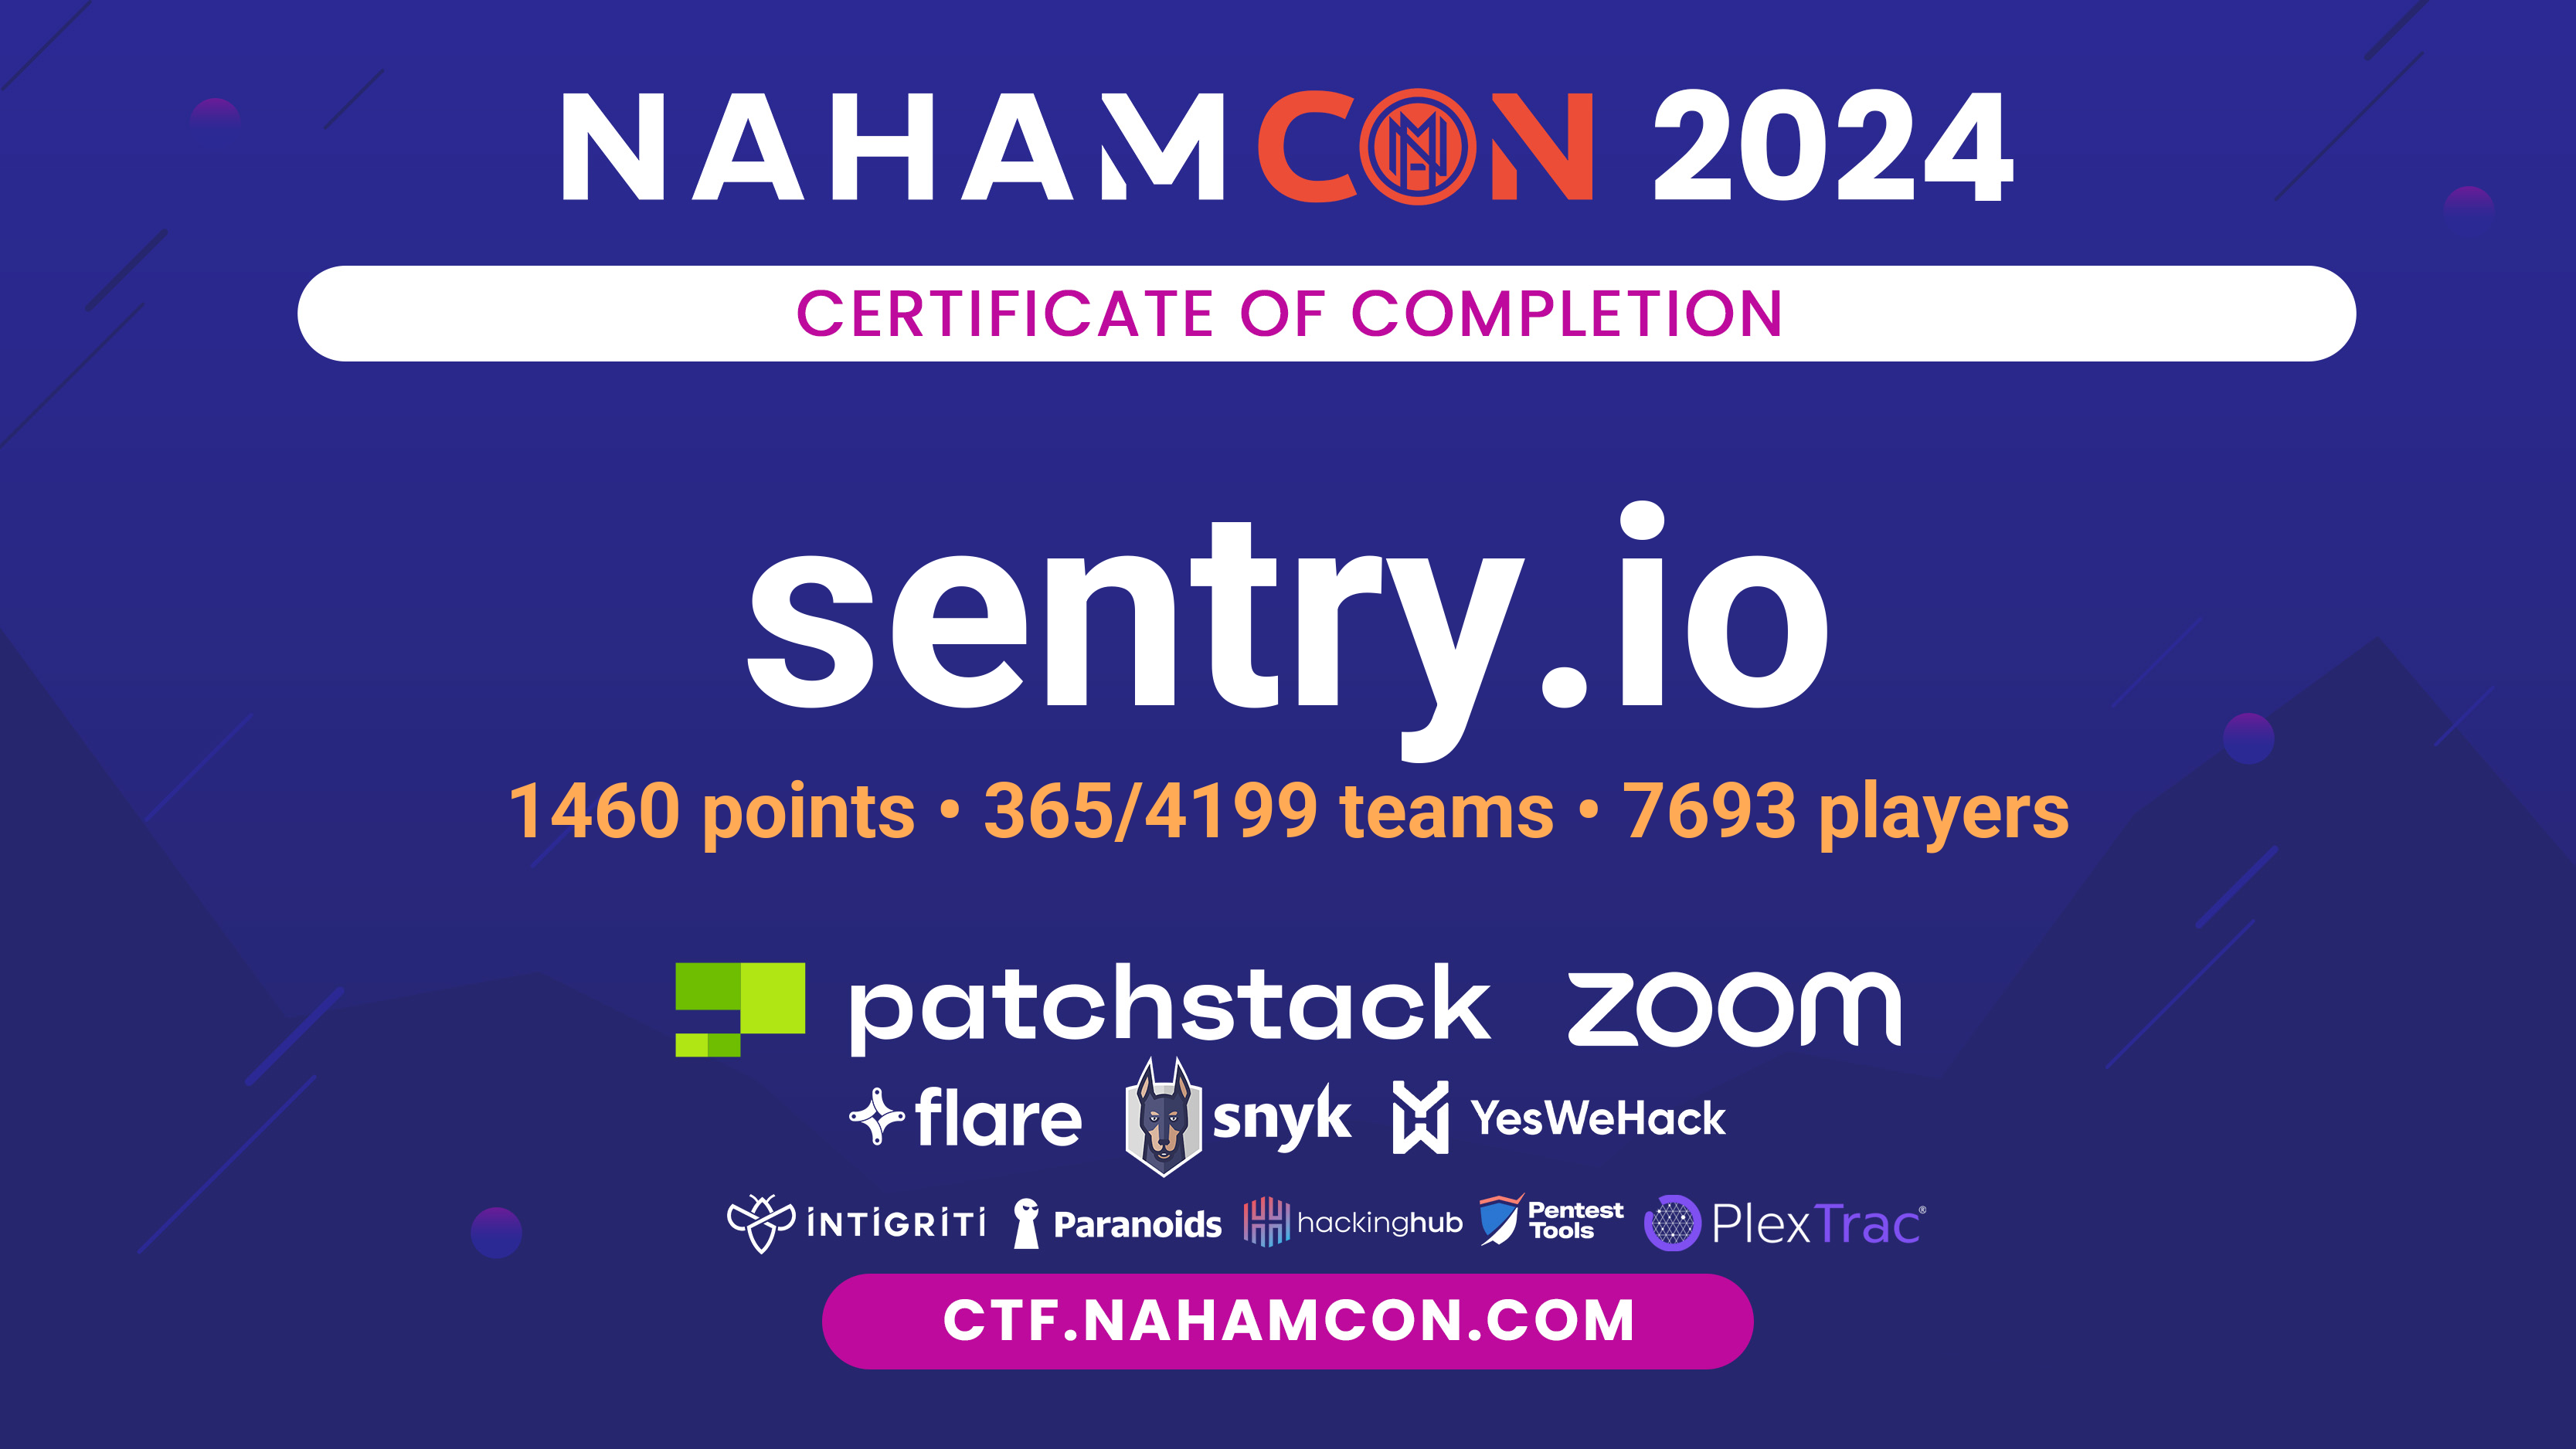 NAHAMCON 2024
CERTIFICATE OF COMPLETION
sentry.io
1460 points • 365/4199 teams • 7693 players
patchstack zoom
flare snyk YesWeHack
INTIGRITI Paranoids hackinghub Pentest Tools PlexTrac®
CTF.NAHAMCON.COM